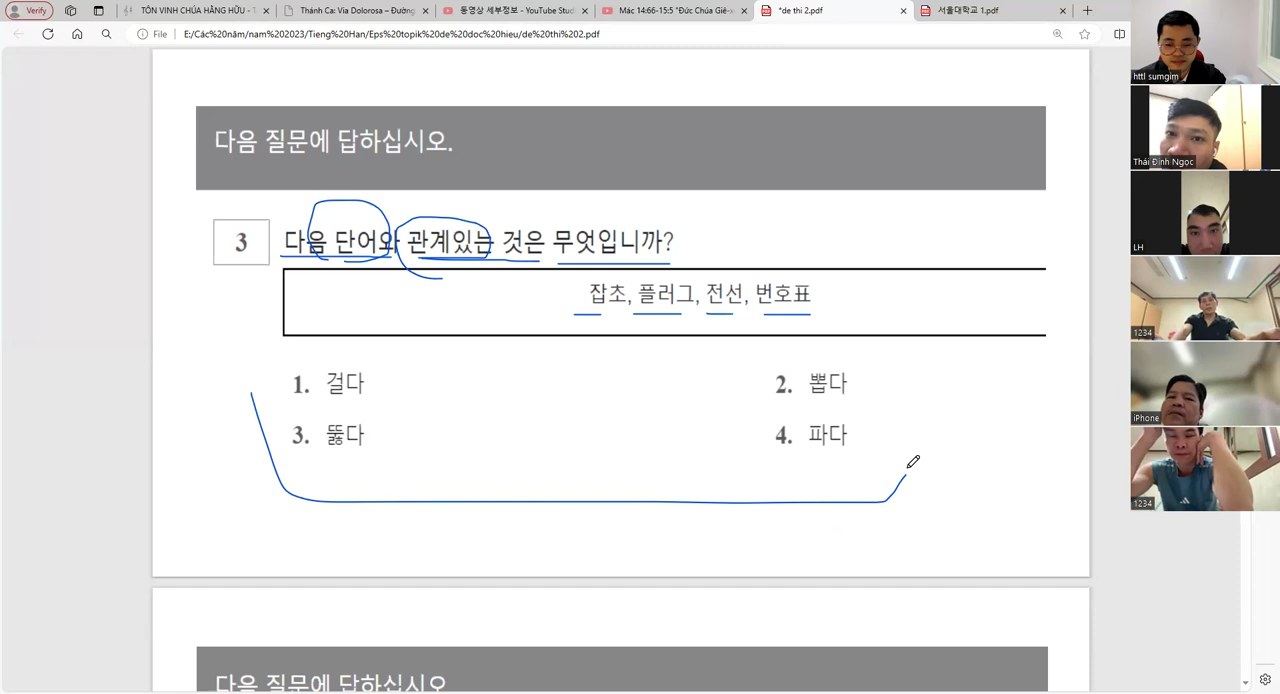 Verify
TÔN VINH CHÚA HẰNG HỮU - T
Thánh Ca: Via Dolorosa – Đường
동영상 세부정보 - YouTube Stud
Mác 14:66-15:5 "Đức Chúa Giê-x
*de thi 2.pdf
서울대학교 1.pdf
File
E:/Các%20năm/nam%202023/Tieng%20Han/Eps%20topik%20de%20doc%20hieu/de%20thi%202.pdf
다음 질문에 답하십시오.
3 다음 단어와 관계있는 것은 무엇입니까?
잡초, 플러그, 전선, 번호표
1. 걸다
2. 뽑다
3. 뚫다
4. 파다
다음 질문에 답하십시오
httl sumgim
Thái Đinh Ngọc
LH
1234
iPhone
1234